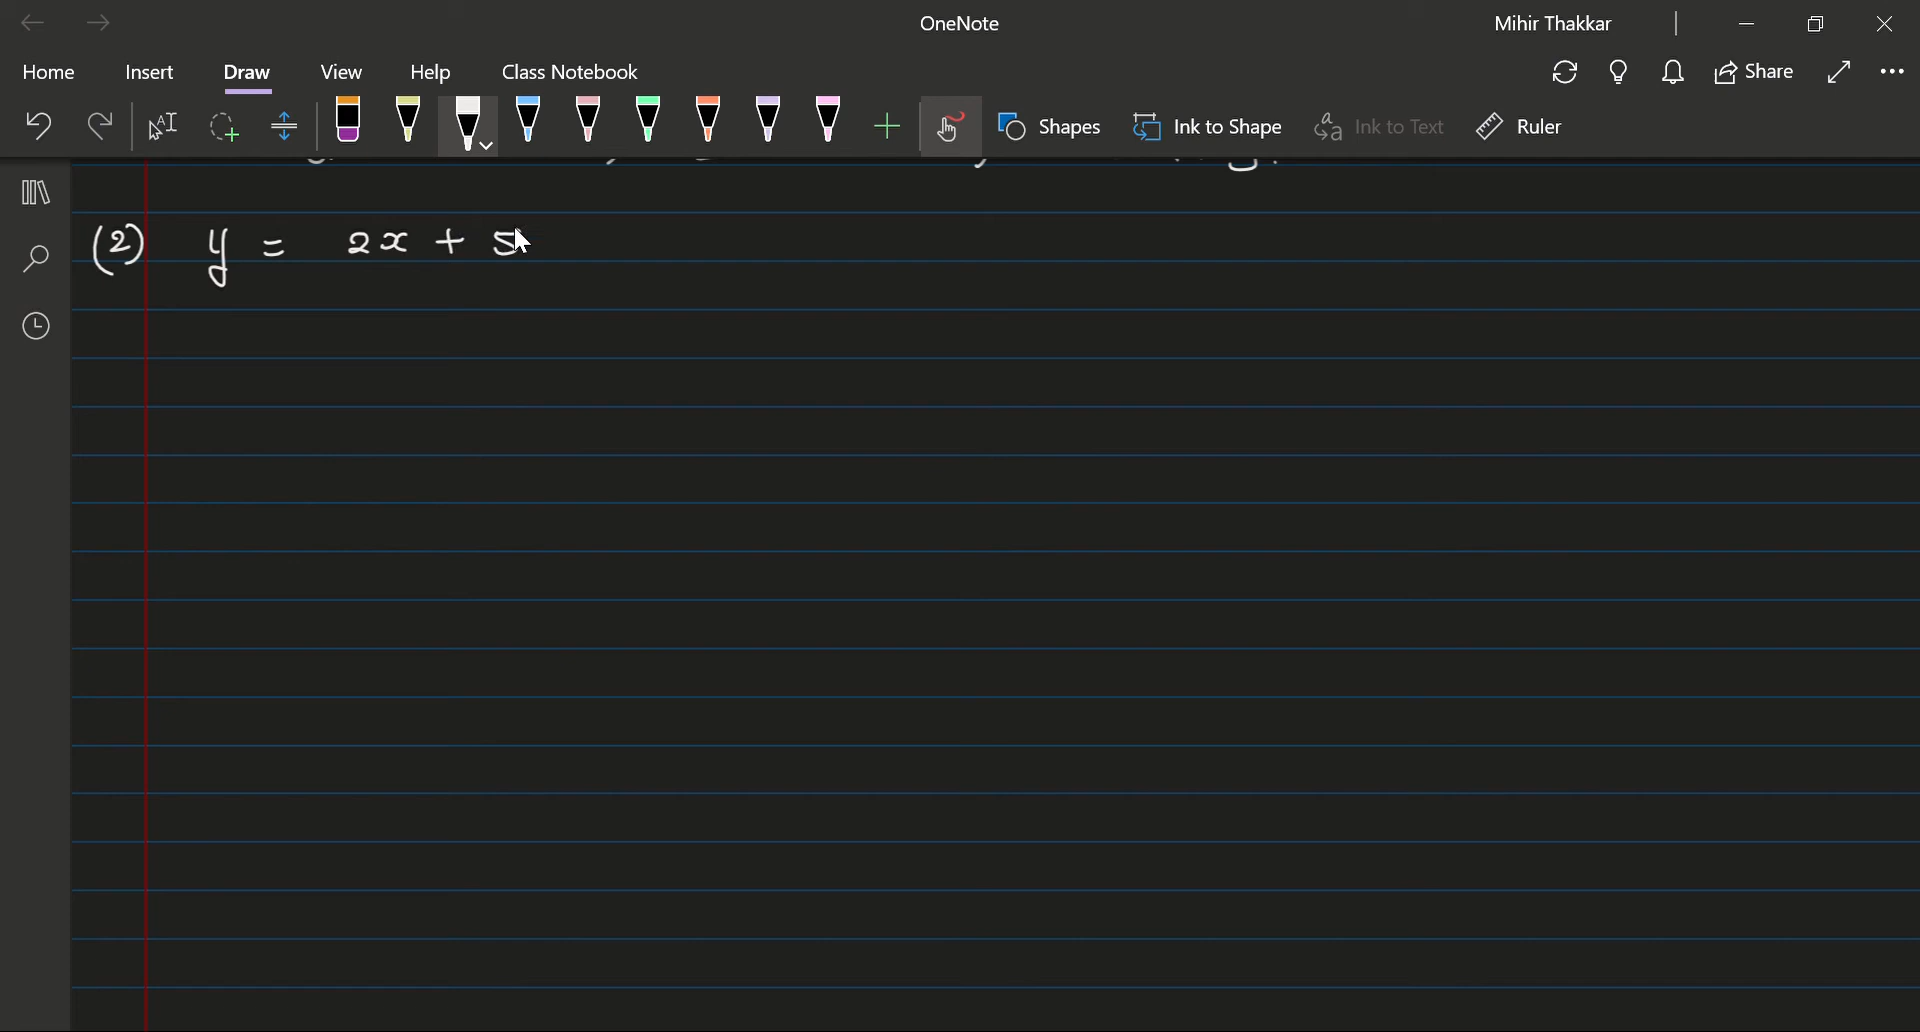 OneNote
Mihir Thakkar
Home Insert Draw View Help Class Notebook
Share
Shapes Ink to Shape Ink to Text Ruler
(2) y = 2x + 5